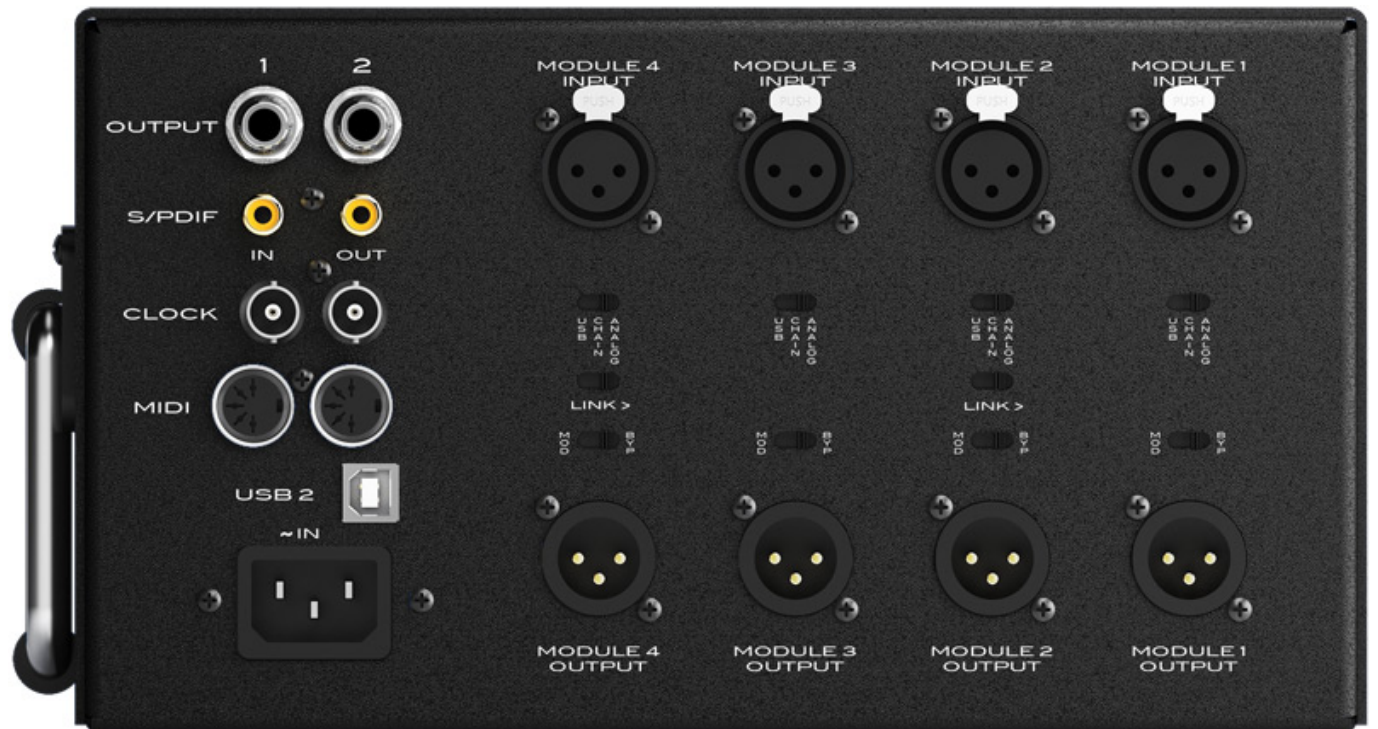 1 2
OUTPUT
S/PDIF
IN OUT
CLOCK
MIDI
USB 2
~IN
MODULE 4
INPUT
PUSH
USB
CHAIN
ANALOG
LINK >
MOD
BYP
MODULE 4
OUTPUT
MODULE 3
INPUT
PUSH
USB
CHAIN
ANALOG
MOD
BYP
MODULE 3
OUTPUT
MODULE 2
INPUT
PUSH
USB
CHAIN
ANALOG
LINK >
MOD
BYP
MODULE 2
OUTPUT
MODULE 1
INPUT
PUSH
USB
CHAIN
ANALOG
MOD
BYP
MODULE 1
OUTPUT